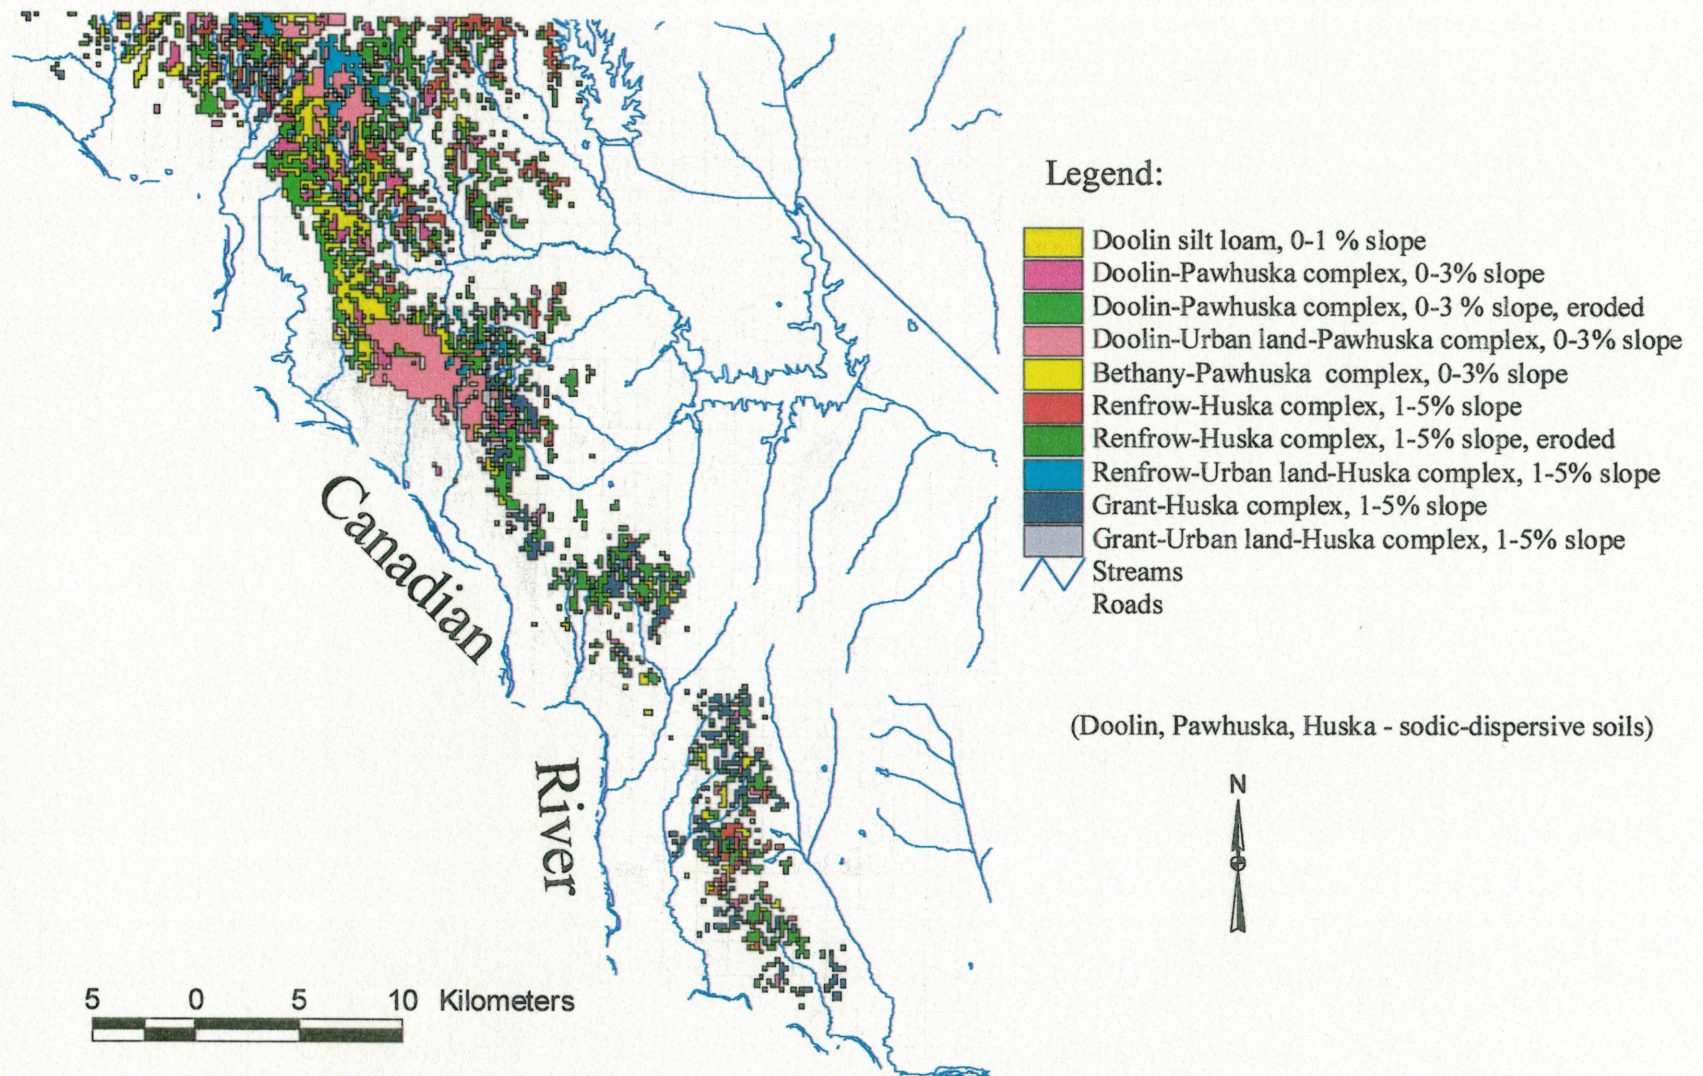 Legend:
Doolin silt loam, 0-1 % slope
Doolin-Pawhuska complex, 0-3% slope
Doolin-Pawhuska complex, 0-3 % slope, eroded
Doolin-Urban land-Pawhuska complex, 0-3% slope
Bethany-Pawhuska complex, 0-3% slope
Renfrow-Huska complex, 1-5% slope
Renfrow-Huska complex, 1-5% slope, eroded
Renfrow-Urban land-Huska complex, 1-5% slope
Grant-Huska complex, 1-5% slope
Grant-Urban land-Huska complex, 1-5% slope
Streams
Roads
Canadian
River
(Doolin, Pawhuska, Huska - sodic-dispersive soils)
N
5 0 5 10 Kilometers